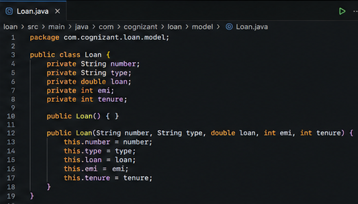 Loan.java ×
loan > src > main > java > com > cognizant > loan > model > Loan.java
1 package com.cognizant.loan.model;
2
3 public class Loan {
4 private String number;
5 private String type;
6 private double loan;
7 private int emi;
8 private int tenure;
9
10 public Loan() { }
11
12 public Loan(String number, String type, double loan, int emi, int tenure) {
13 this.number = number;
14 this.type = type;
15 this.loan = loan;
16 this.emi = emi;
17 this.tenure = tenure;
18 }
19 }